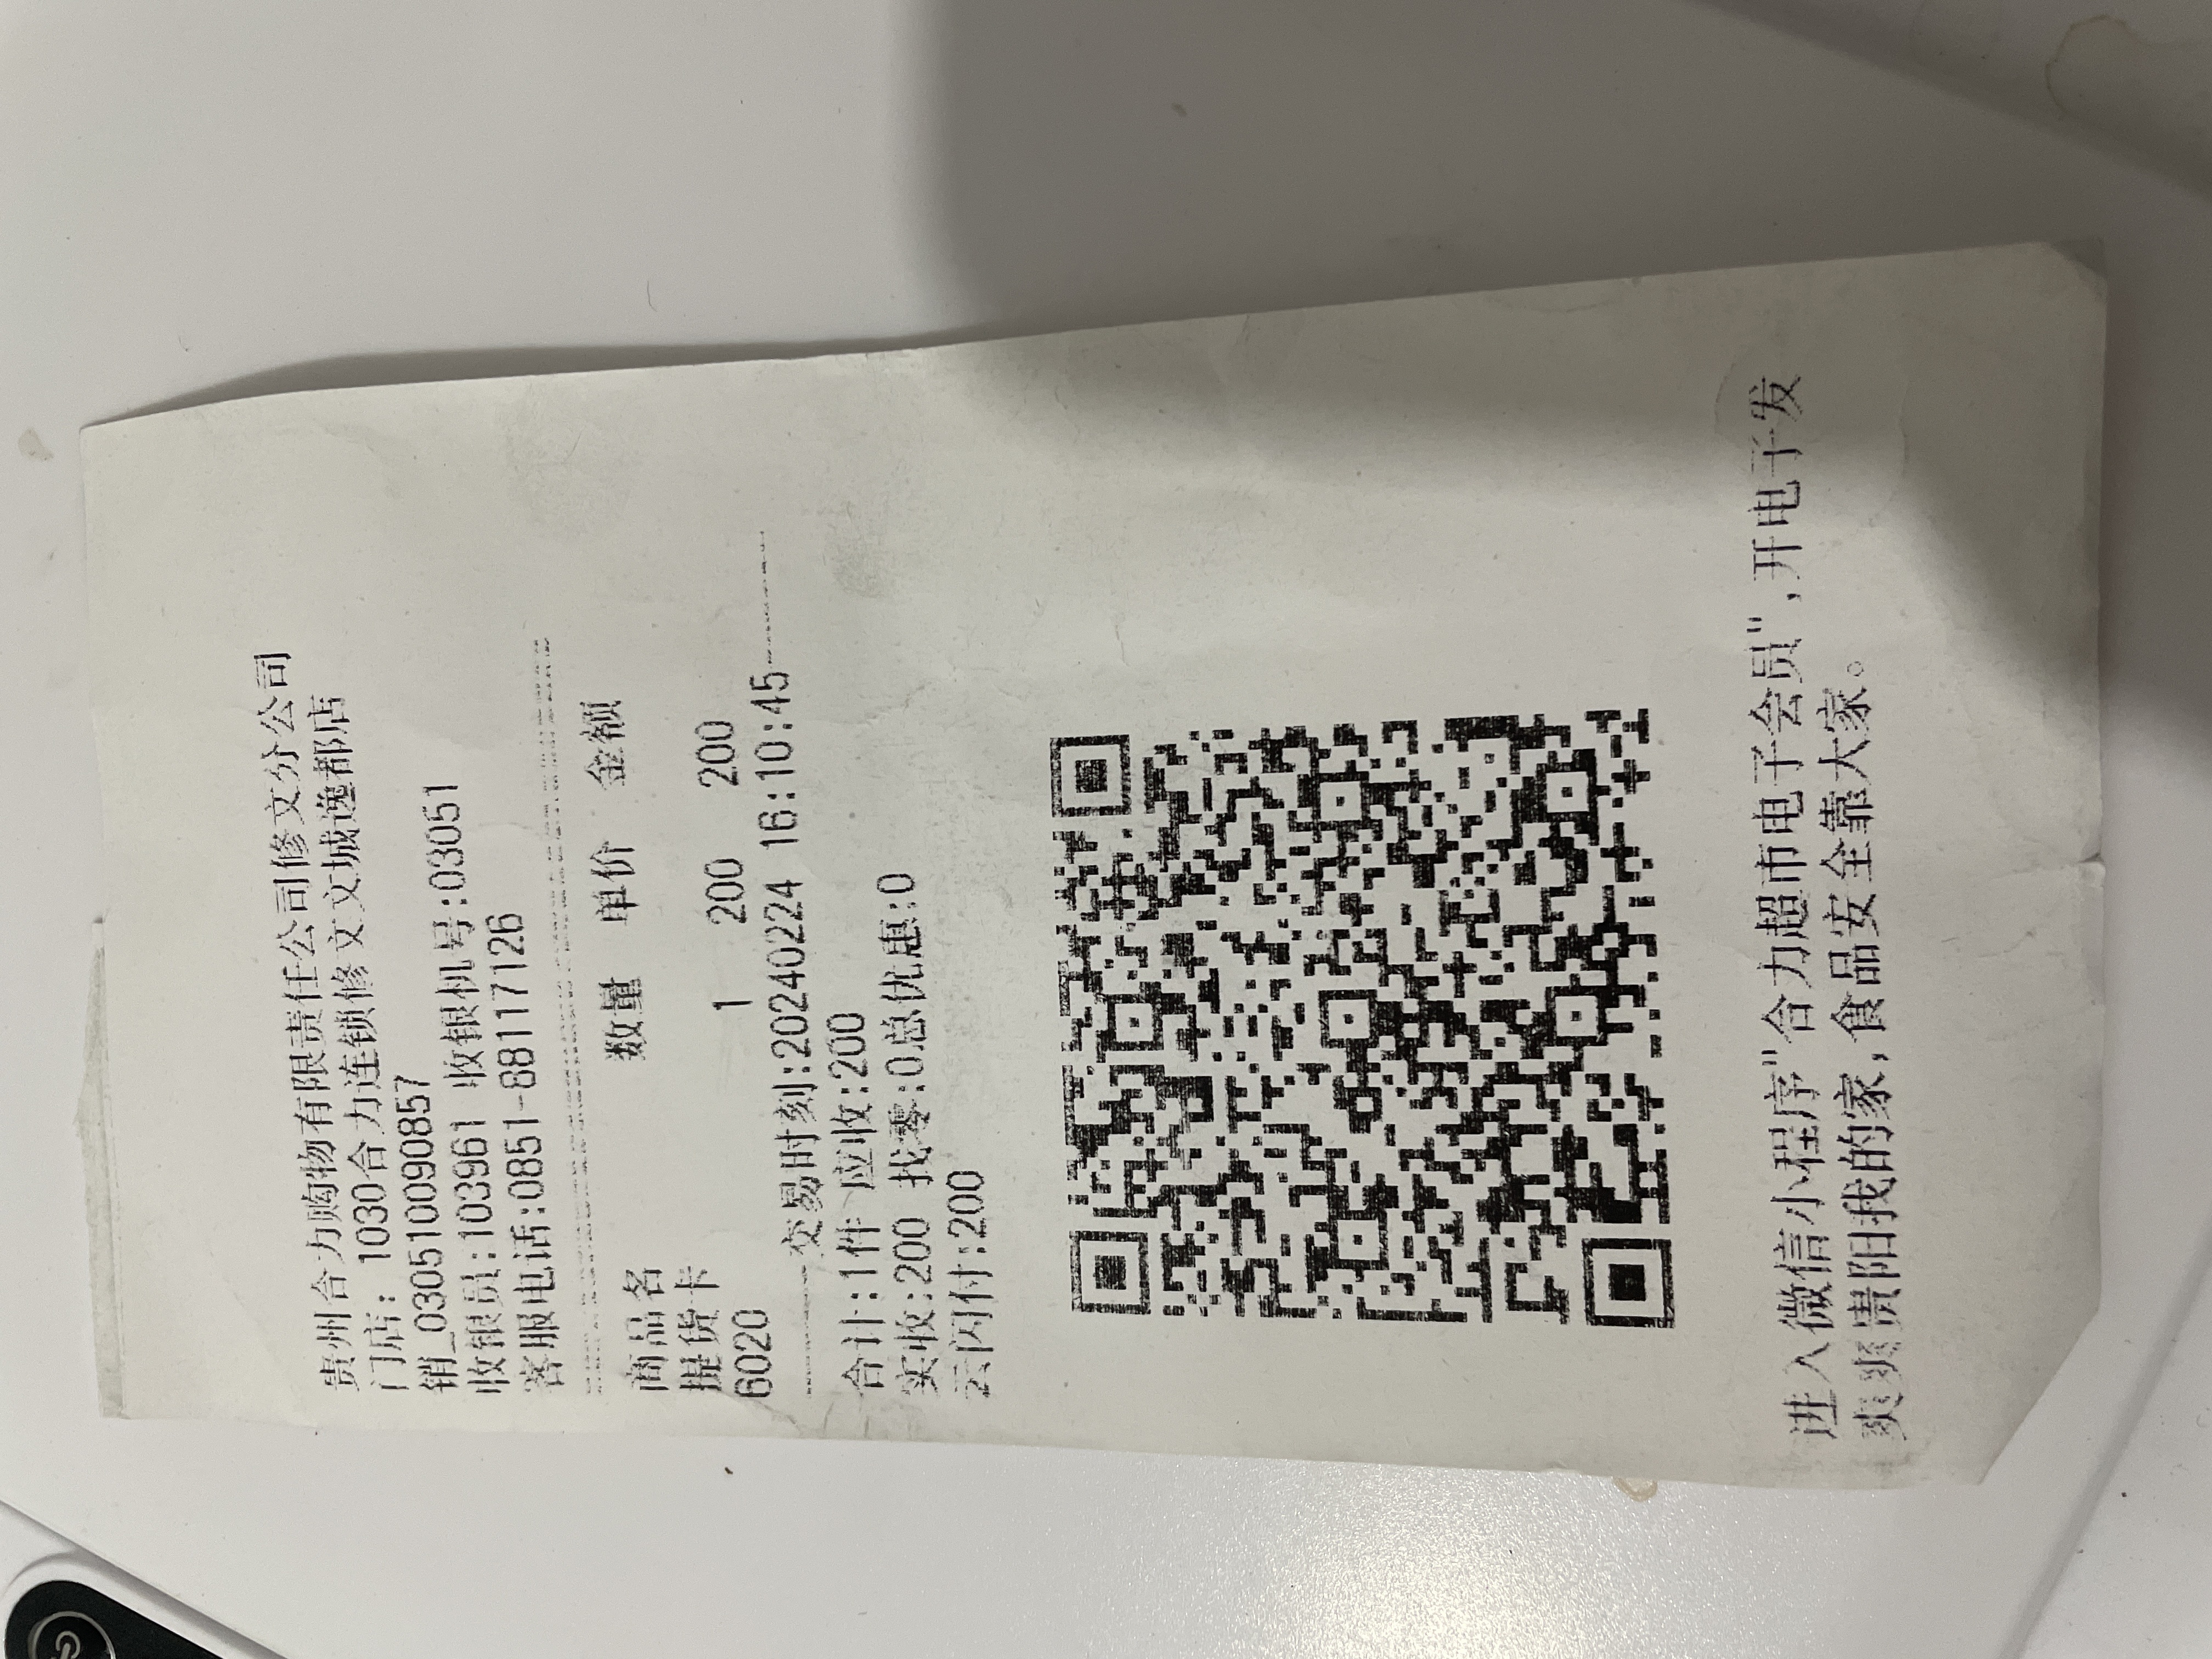 贵州合力购物有限责任公司修文分公司
门店: 1030合力连锁修文文城逸都店
销_030510090857
收银员:103961 收银机号:03051
客服电话:0851-88117126
商品名 数量 单价 金额
提货卡
6020 1 200 200
交易时刻:20240224 16:10:45
合计:1件 应收:200
实收:200 找零:0总优惠:0
云闪付:200
进入微信小程序"合力超市电子会员",开电子发
爽爽贵阳我的家,食品安全靠大家。